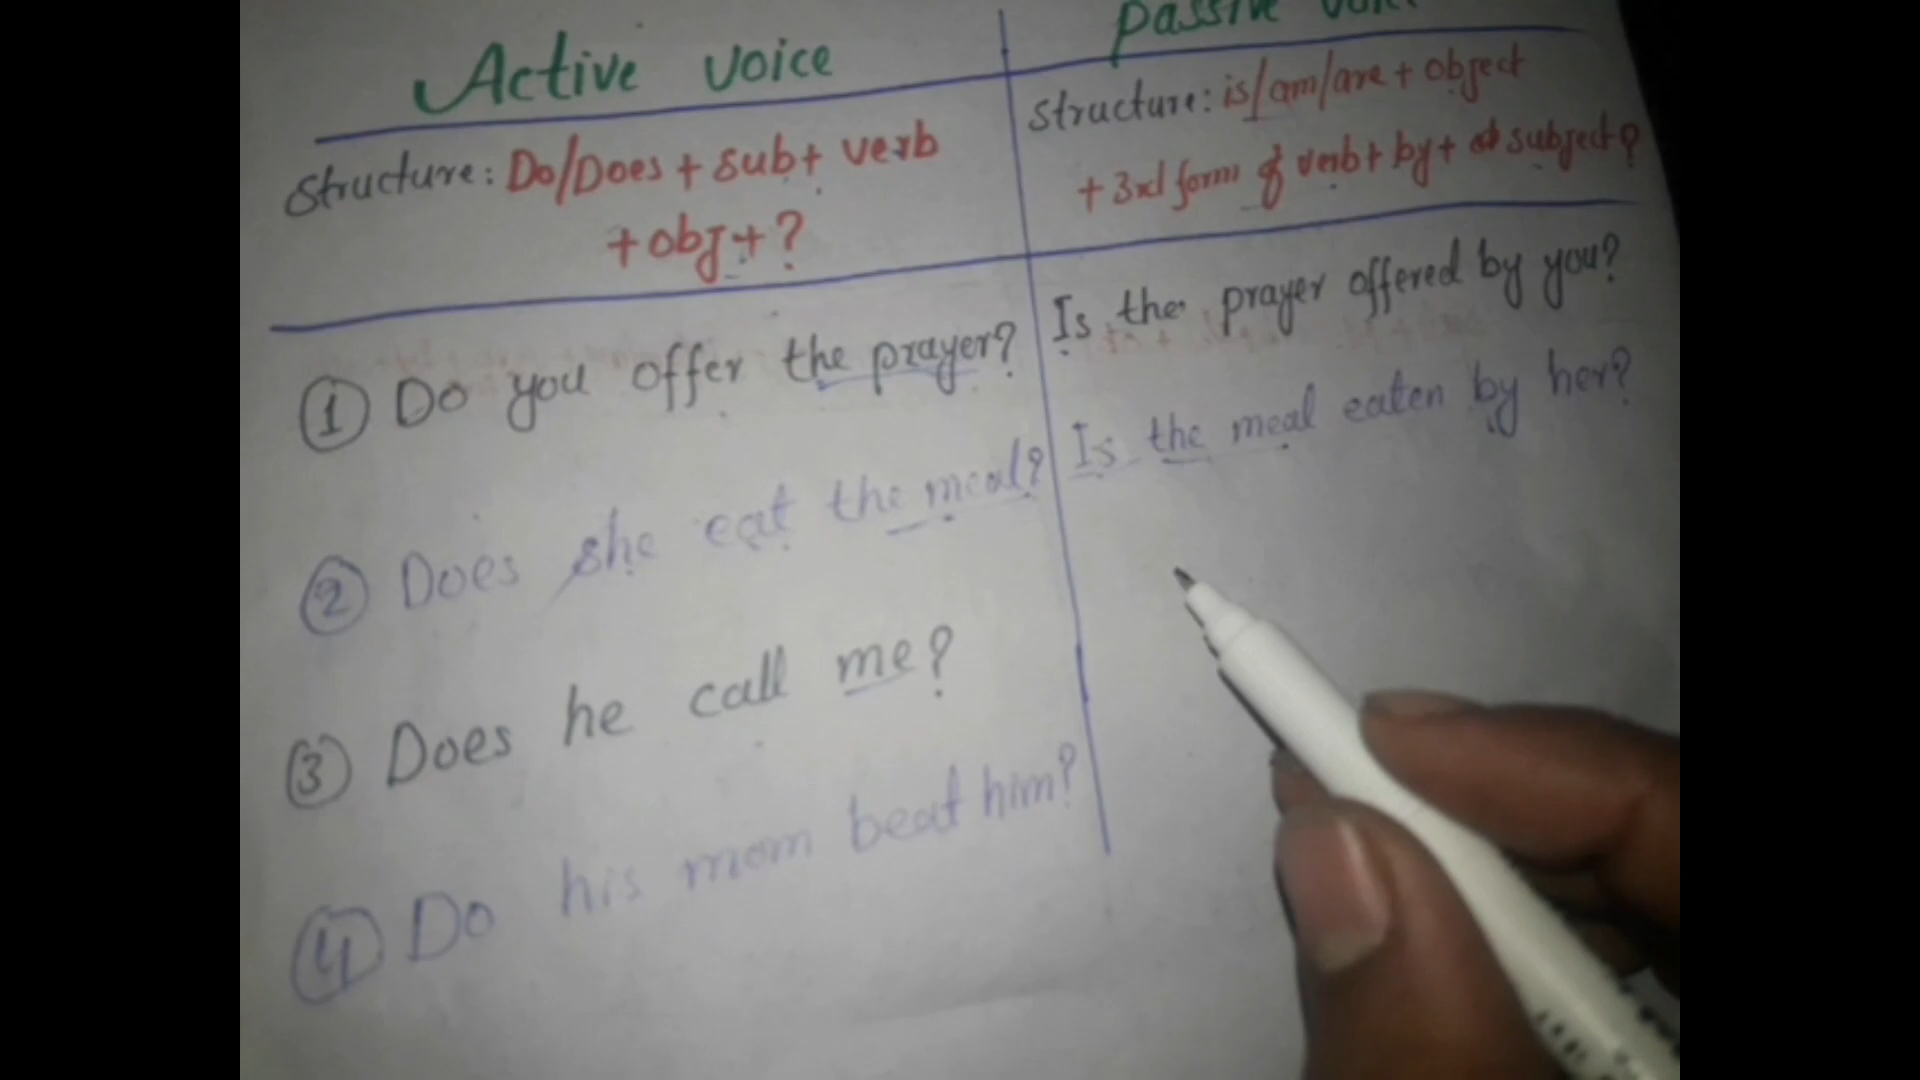 Active voice
Passive voic
Structure: Do/Does + sub + verb
+ obj + ?
Structure: is/am/are + object
+ 3rd form of verb + by + subject?
① Do you offer the prayer?
Is the prayer offered by you?
② Does she eat the meal?
Is the meal eaten by her?
③ Does he call me?
④ Do his mom beat him?